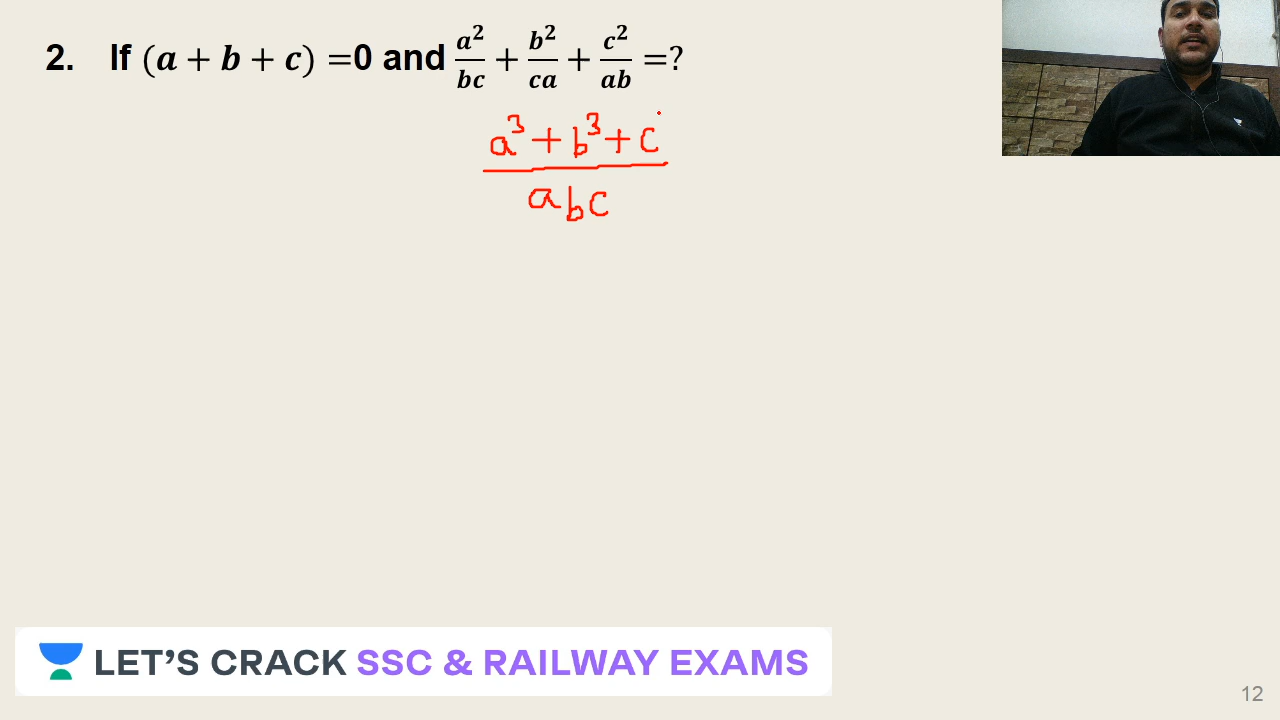 2. If (a + b + c) =0 and a²/bc + b²/ca + c²/ab =?
a³ + b³ + c
abc
LET'S CRACK SSC & RAILWAY EXAMS
12